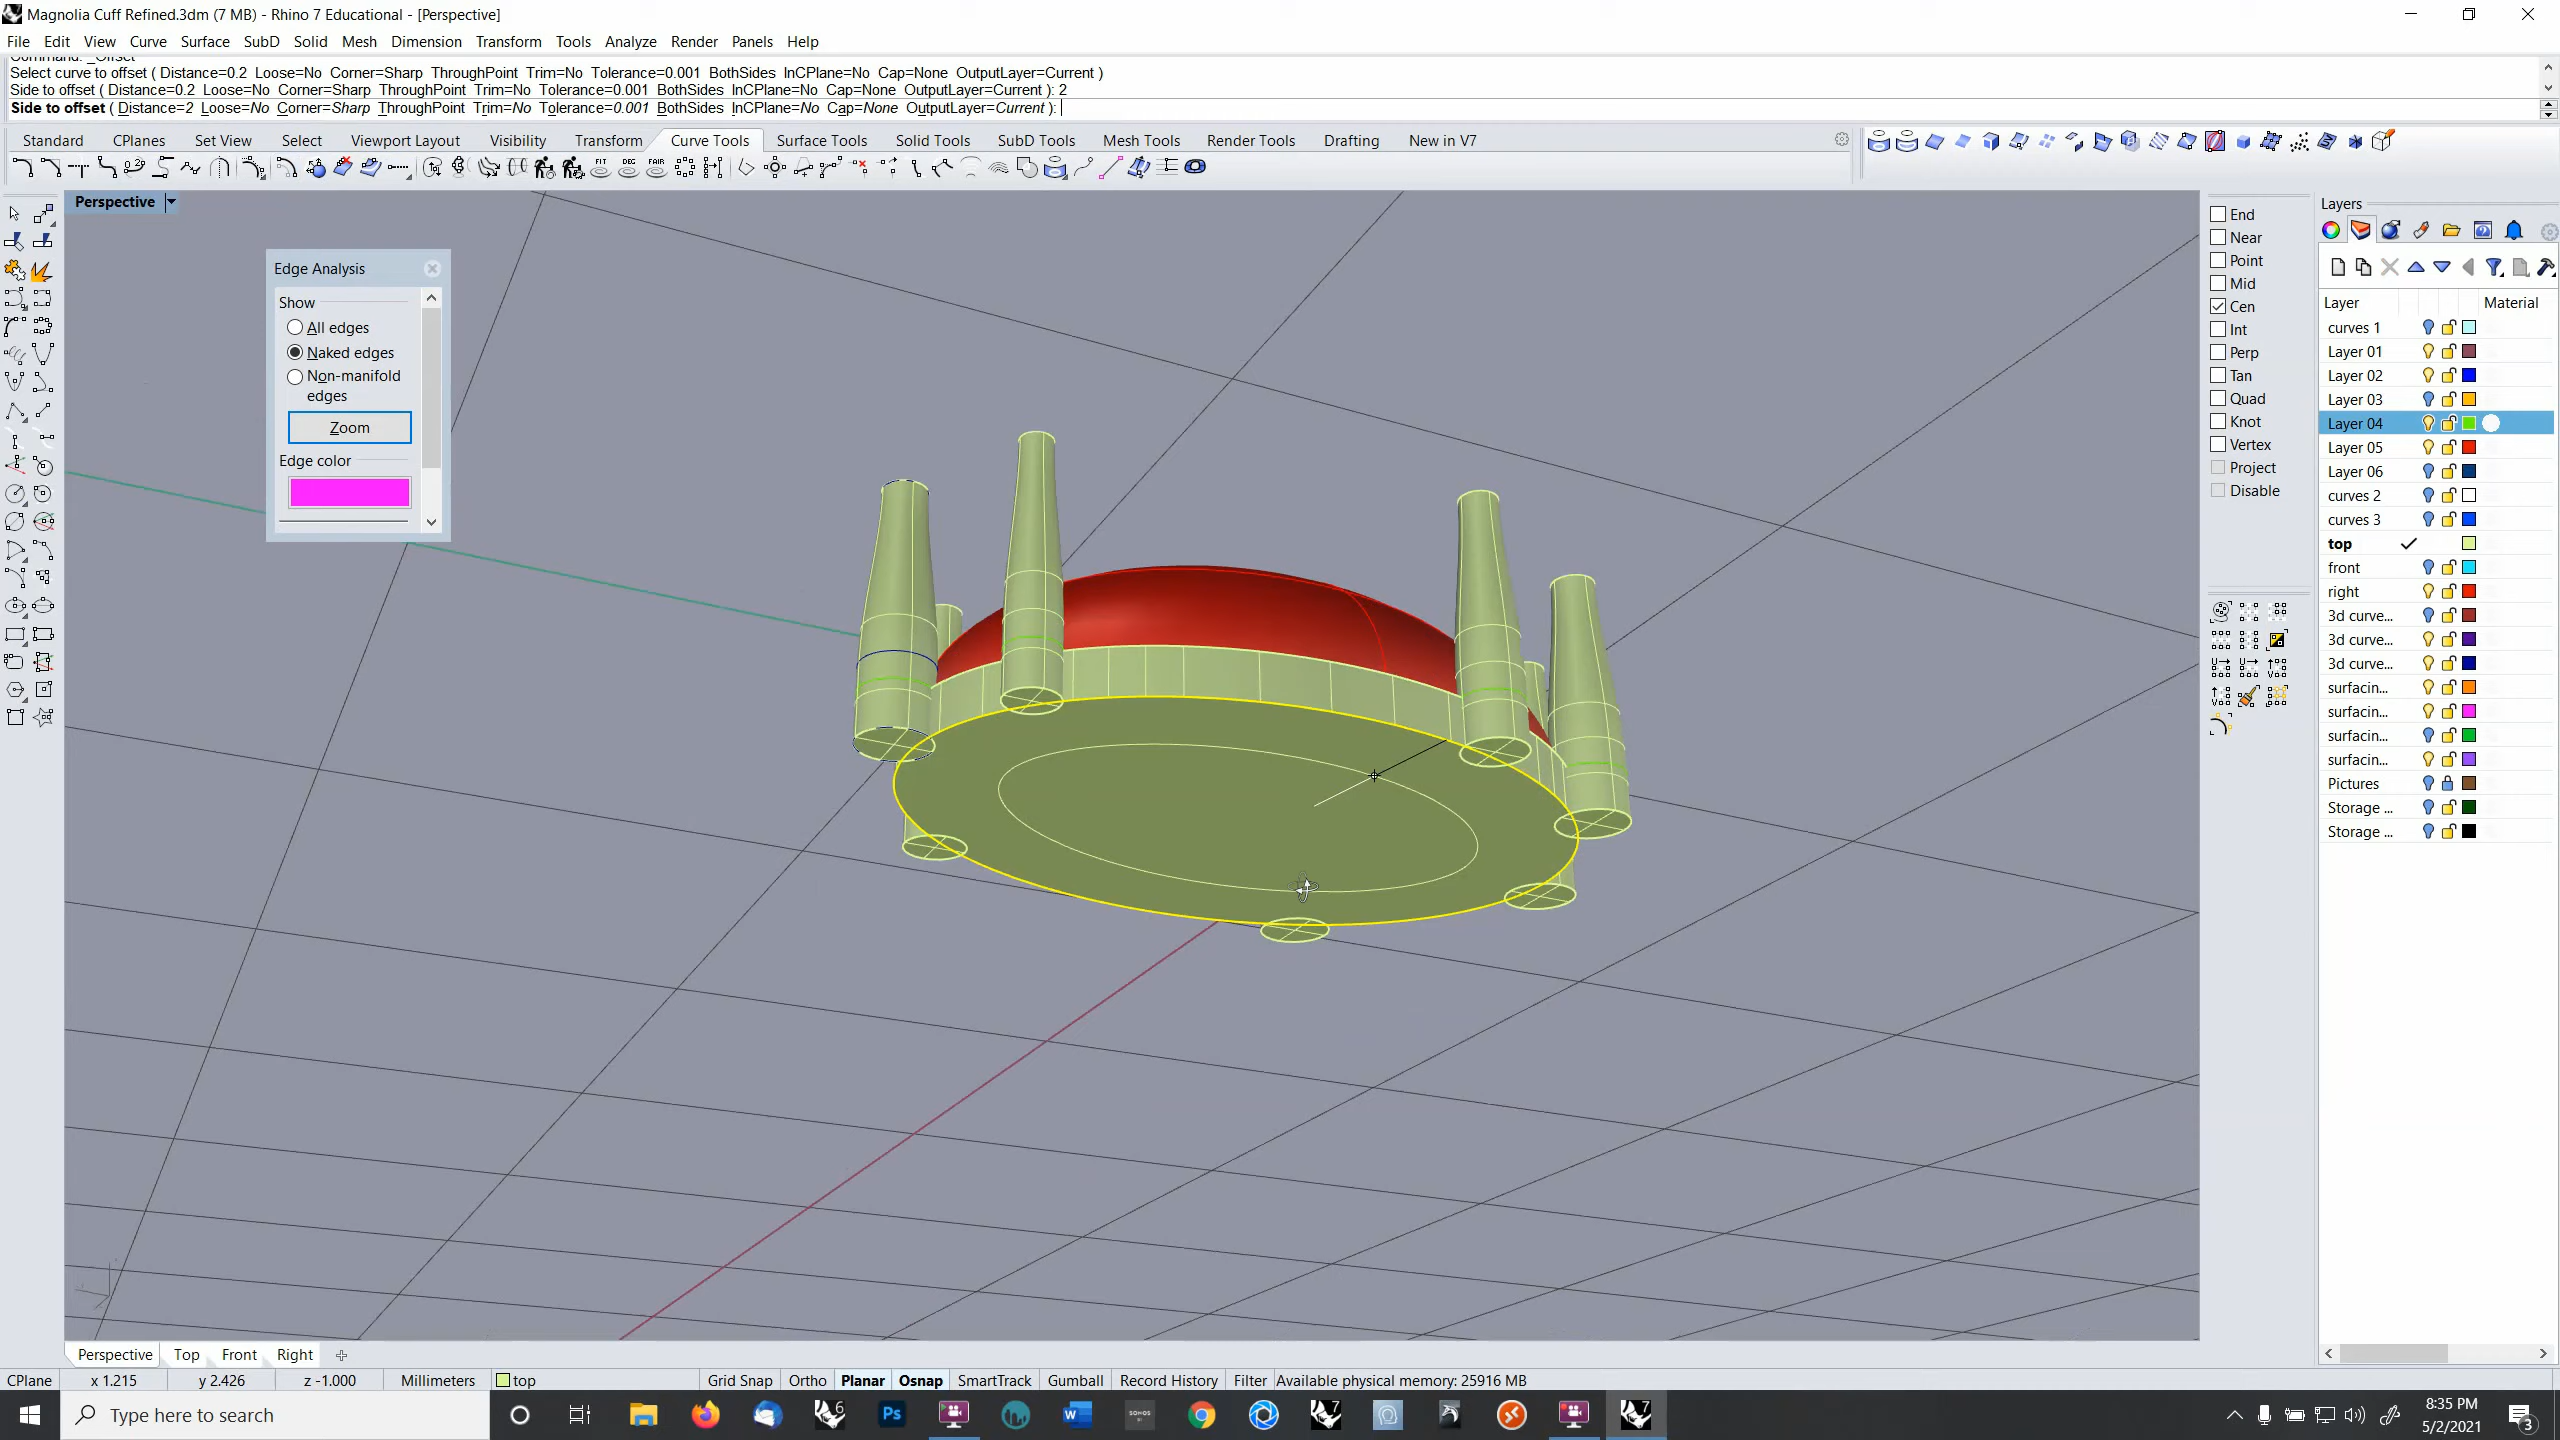 Magnolia Cuff Refined.3dm (7 MB) - Rhino 7 Educational - [Perspective]
File Edit View Curve Surface SubD Solid Mesh Dimension Transform Tools Analyze Render Panels Help
Command: _Offset
Select curve to offset ( Distance=0.2 Loose=No Corner=Sharp ThroughPoint Trim=No Tolerance=0.001 BothSides InCPlane=No Cap=None OutputLayer=Current )
Side to offset ( Distance=0.2 Loose=No Corner=Sharp ThroughPoint Trim=No Tolerance=0.001 BothSides InCPlane=No Cap=None OutputLayer=Current ): 2
Side to offset ( Distance=2 Loose=No Corner=Sharp ThroughPoint Trim=No Tolerance=0.001 BothSides InCPlane=No Cap=None OutputLayer=Current ):
Standard CPlanes Set View Select Viewport Layout Visibility Transform Curve Tools Surface Tools Solid Tools SubD Tools Mesh Tools Render Tools Drafting New in V7
FIT DEG FAIR
Perspective
Edge Analysis
Show
All edges
Naked edges
Non-manifold
edges
Zoom
Edge color
End
Near
Point
Mid
Cen
Int
Perp
Tan
Quad
Knot
Vertex
Project
Disable
Layers
Layer Material
curves 1
Layer 01
Layer 02
Layer 03
Layer 04
Layer 05
Layer 06
curves 2
curves 3
top
front
right
3d curve...
3d curve...
3d curve...
surfacin...
surfacin...
surfacin...
surfacin...
Pictures
Storage ...
Storage ...
Perspective Top Front Right
CPlane x 1.215 y 2.426 z -1.000 Millimeters top Grid Snap Ortho Planar Osnap SmartTrack Gumball Record History Filter Available physical memory: 25916 MB
Type here to search
6
Ps
SONOS
7
7
8:35 PM
5/2/2021
3